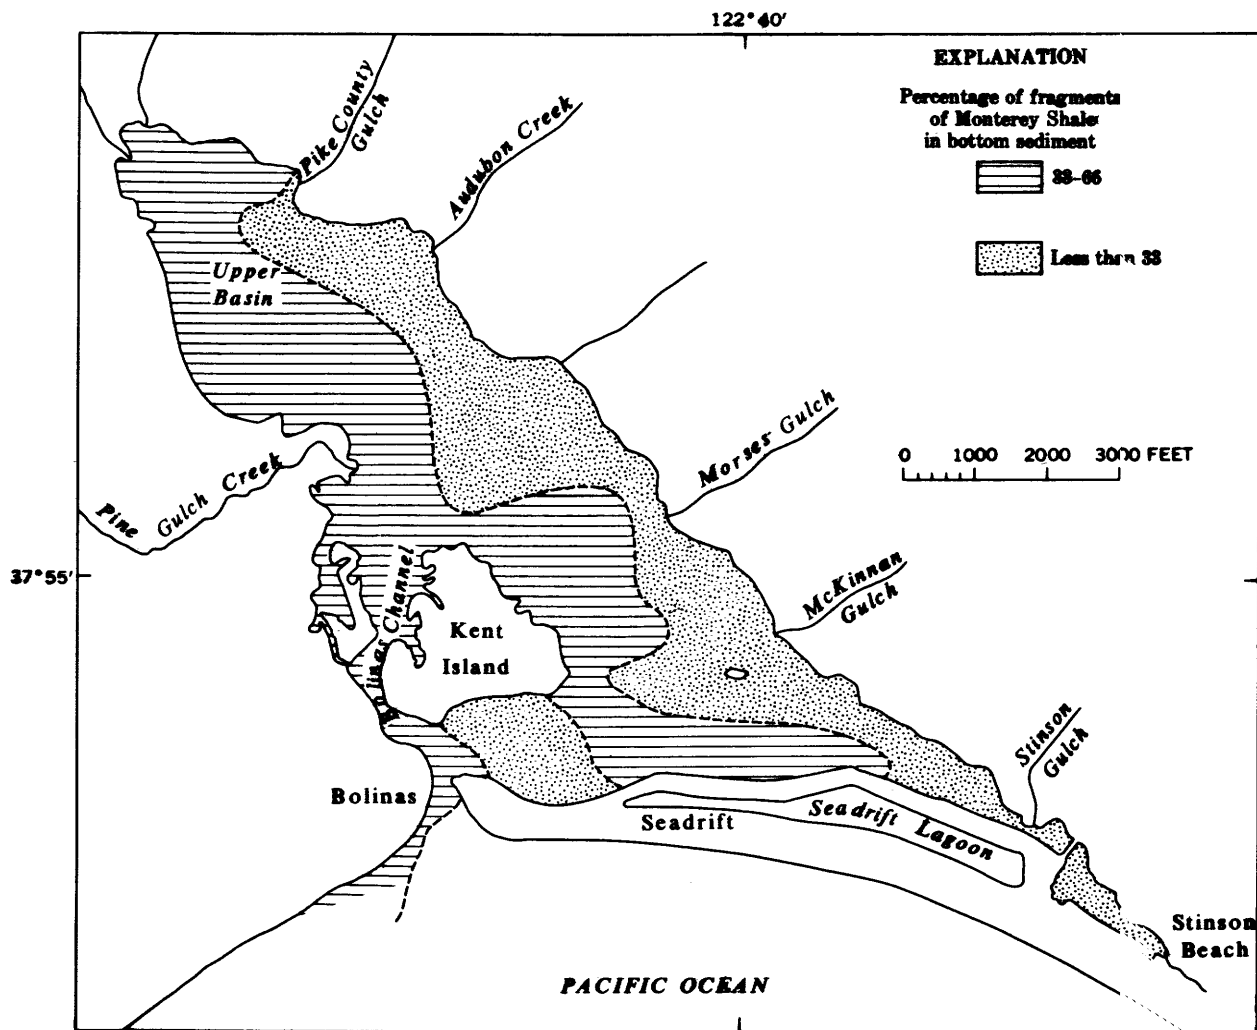 122°40′
EXPLANATION
Percentage of fragments
of Monterey Shale
in bottom sediment
33-66
Less than 33
Pike County
Gulch
Audubon Creek
Upper
Basin
Morses Gulch
0 1000 2000 3000 FEET
Pine Gulch Creek
37°55′
McKinnan
Gulch
Bolinas Channel
Kent
Island
Stinson
Gulch
Bolinas
Seadrift
Seadrift Lagoon
Stinson
Beach
PACIFIC OCEAN